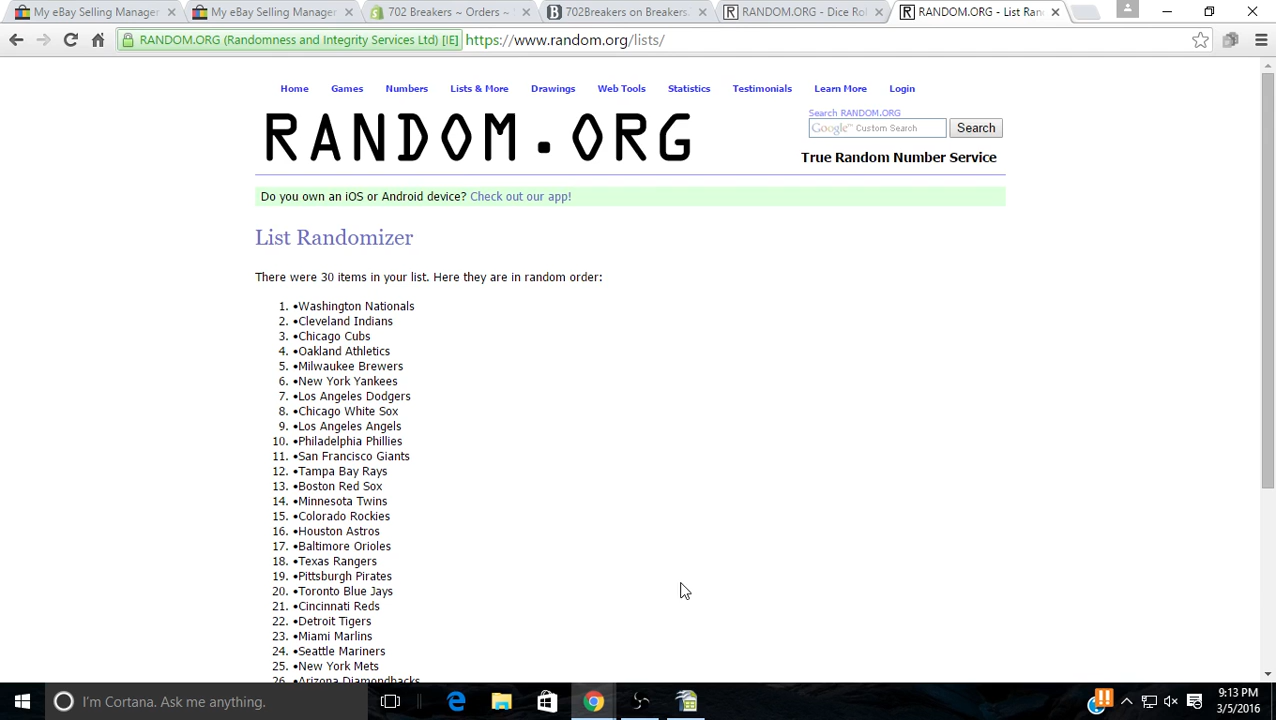 My eBay Selling Manager
My eBay Selling Manager
702 Breakers ~ Orders ~
702Breakers on Breakers.
RANDOM.ORG - Dice Rol
RANDOM.ORG - List Ran
RANDOM.ORG (Randomness and Integrity Services Ltd) [IE]
https://www.random.org/lists/
Home Games Numbers Lists & More Drawings Web Tools Statistics Testimonials Learn More Login
RANDOM.ORG
Search RANDOM.ORG
Google™ Custom Search
Search
True Random Number Service
Do you own an iOS or Android device? Check out our app!
List Randomizer
There were 30 items in your list. Here they are in random order:
1. •Washington Nationals
2. •Cleveland Indians
3. •Chicago Cubs
4. •Oakland Athletics
5. •Milwaukee Brewers
6. •New York Yankees
7. •Los Angeles Dodgers
8. •Chicago White Sox
9. •Los Angeles Angels
10. •Philadelphia Phillies
11. •San Francisco Giants
12. •Tampa Bay Rays
13. •Boston Red Sox
14. •Minnesota Twins
15. •Colorado Rockies
16. •Houston Astros
17. •Baltimore Orioles
18. •Texas Rangers
19. •Pittsburgh Pirates
20. •Toronto Blue Jays
21. •Cincinnati Reds
22. •Detroit Tigers
23. •Miami Marlins
24. •Seattle Mariners
25. •New York Mets
26. •Arizona Diamondbacks
I'm Cortana. Ask me anything.
9:13 PM
3/5/2016